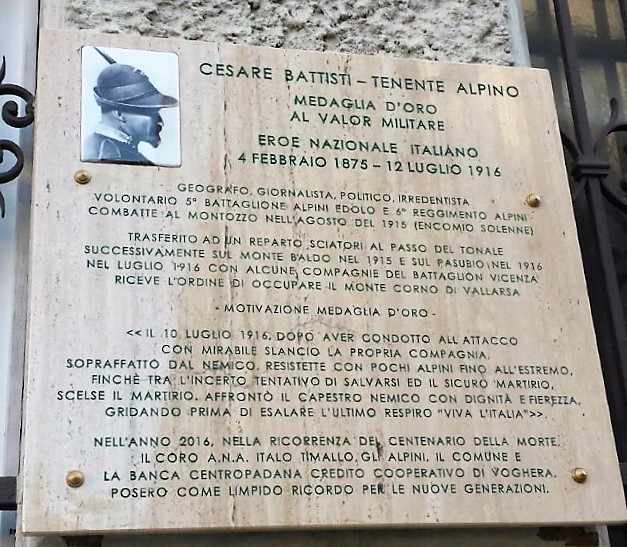 CESARE BATTISTI – TENENTE ALPINO
MEDAGLIA D'ORO
AL VALOR MILITARE
EROE NAZIONALE ITALIANO
4 FEBBRAIO 1875 – 12 LUGLIO 1916
GEOGRAFO, GIORNALISTA, POLITICO, IRREDENTISTA
VOLONTARIO 5° BATTAGLIONE ALPINI EDOLO E 6° REGGIMENTO ALPINI
COMBATTE AL MONTOZZO NELL'AGOSTO DEL 1915 (ENCOMIO SOLENNE)
TRASFERITO AD UN REPARTO SCIATORI AL PASSO DEL TONALE
SUCCESSIVAMENTE SUL MONTE BALDO NEL 1915 E SUL PASUBIO NEL 1916
NEL LUGLIO 1916 CON ALCUNE COMPAGNIE DEL BATTAGLION VICENZA
RICEVE L'ORDINE DI OCCUPARE IL MONTE CORNO DI VALLARSA
- MOTIVAZIONE MEDAGLIA D'ORO -
<<IL 10 LUGLIO 1916, DOPO AVER CONDOTTO ALL'ATTACCO
CON MIRABILE SLANCIO LA PROPRIA COMPAGNIA,
SOPRAFFATTO DAL NEMICO, RESISTETTE CON POCHI ALPINI FINO ALL'ESTREMO,
FINCHÈ TRA L'INCERTO TENTATIVO DI SALVARSI ED IL SICURO MARTIRIO,
SCELSE IL MARTIRIO. AFFRONTÒ IL CAPESTRO NEMICO CON DIGNITÀ E FIEREZZA,
GRIDANDO PRIMA DI ESALARE L'ULTIMO RESPIRO "VIVA L'ITALIA">>.
NELL'ANNO 2016, NELLA RICORRENZA DEL CENTENARIO DELLA MORTE,
IL CORO A.N.A. ITALO TIMALLO, GLI ALPINI, IL COMUNE E
LA BANCA CENTROPADANA CREDITO COOPERATIVO DI VOGHERA,
POSERO COME LIMPIDO RICORDO PER LE NUOVE GENERAZIONI.